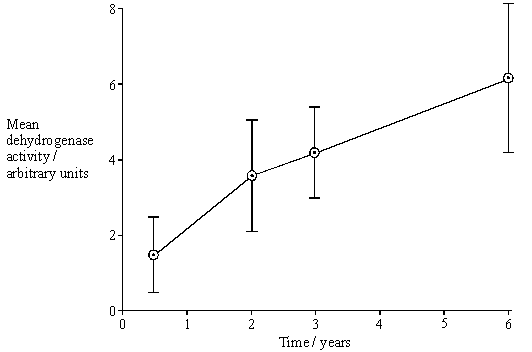 8
6
Mean
dehydrogenase
activity /
arbitrary units
4
2
0
0 1 2 3 4 5 6
Time / years